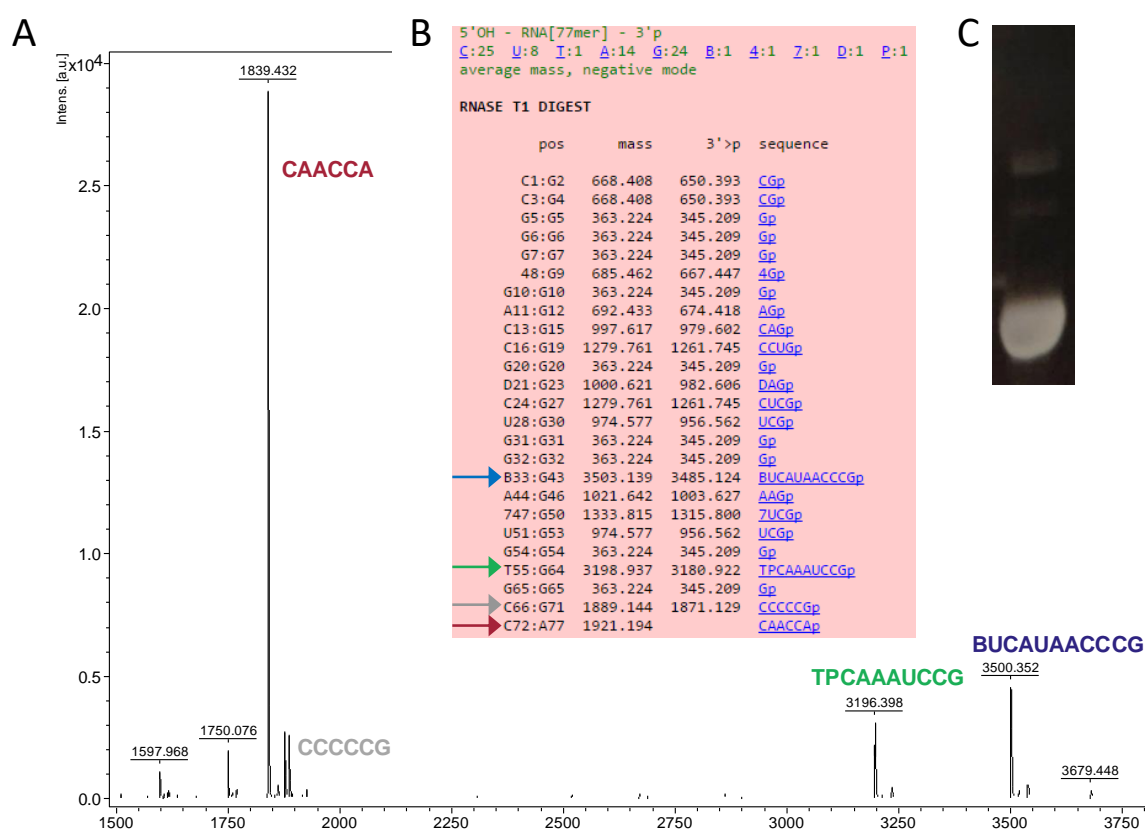 A
Intens. [a.u.]
x10⁴
1839.432
CAACCA
2.5
2.0
1.5
1.0
0.5
0.0
1597.968
1750.076
CCCCCG
TPCAAAUCCG
3196.398
BUCAUAACCCG
3500.352
3679.448
1500 1750 2000 2250 2500 2750 3000 3250 3500 3750
B
5'OH - RNA[77mer] - 3'p
C:25 U:8 T:1 A:14 G:24 B:1 4:1 7:1 D:1 P:1
average mass, negative mode
RNASE T1 DIGEST
pos mass 3'>p sequence
C1:G2 668.408 650.393 CGp
C3:G4 668.408 650.393 CGp
G5:G5 363.224 345.209 Gp
G6:G6 363.224 345.209 Gp
G7:G7 363.224 345.209 Gp
48:G9 685.462 667.447 4Gp
G10:G10 363.224 345.209 Gp
A11:G12 692.433 674.418 AGp
C13:G15 997.617 979.602 CAGp
C16:G19 1279.761 1261.745 CCUGp
G20:G20 363.224 345.209 Gp
D21:G23 1000.621 982.606 DAGp
C24:G27 1279.761 1261.745 CUCGp
U28:G30 974.577 956.562 UCGp
G31:G31 363.224 345.209 Gp
G32:G32 363.224 345.209 Gp
B33:G43 3503.139 3485.124 BUCAUAACCCGp
A44:G46 1021.642 1003.627 AAGp
747:G50 1333.815 1315.800 7UCGp
U51:G53 974.577 956.562 UCGp
G54:G54 363.224 345.209 Gp
T55:G64 3198.937 3180.922 TPCAAAUCCGp
G65:G65 363.224 345.209 Gp
C66:G71 1889.144 1871.129 CCCCCGp
C72:A77 1921.194 CAACCAp
C